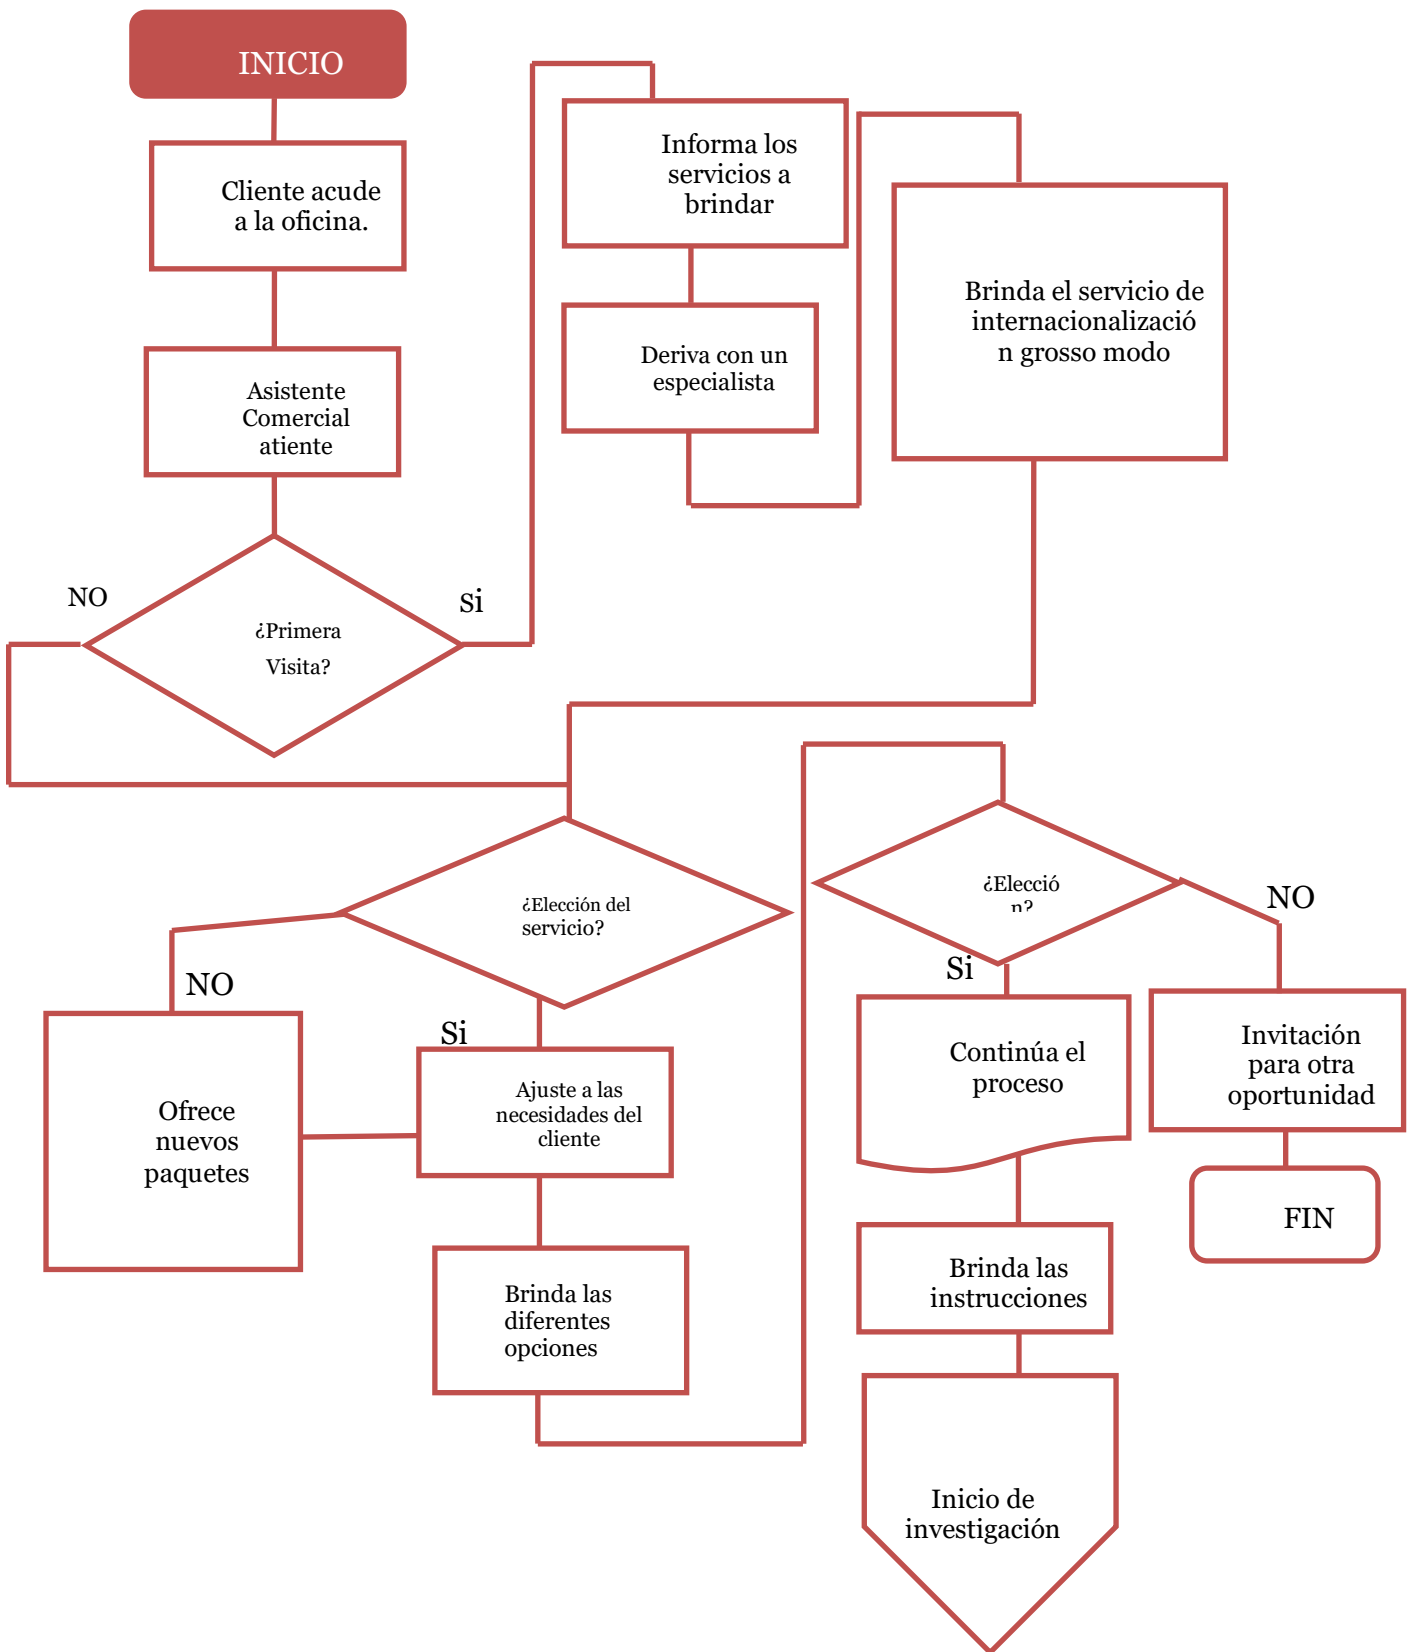 INICIO
Cliente acude
a la oficina.
Asistente
Comercial
atiente
¿Primera
Visita?
NO
Si
Informa los
servicios a
brindar
Deriva con un
especialista
Brinda el servicio de
internacionalizació
n grosso modo
¿Elección del
servicio?
NO
Si
Ofrece
nuevos
paquetes
Ajuste a las
necesidades del
cliente
Brinda las
diferentes
opciones
¿Elecció
n?
Si
NO
Continúa el
proceso
Invitación
para otra
oportunidad
FIN
Brinda las
instrucciones
Inicio de
investigación